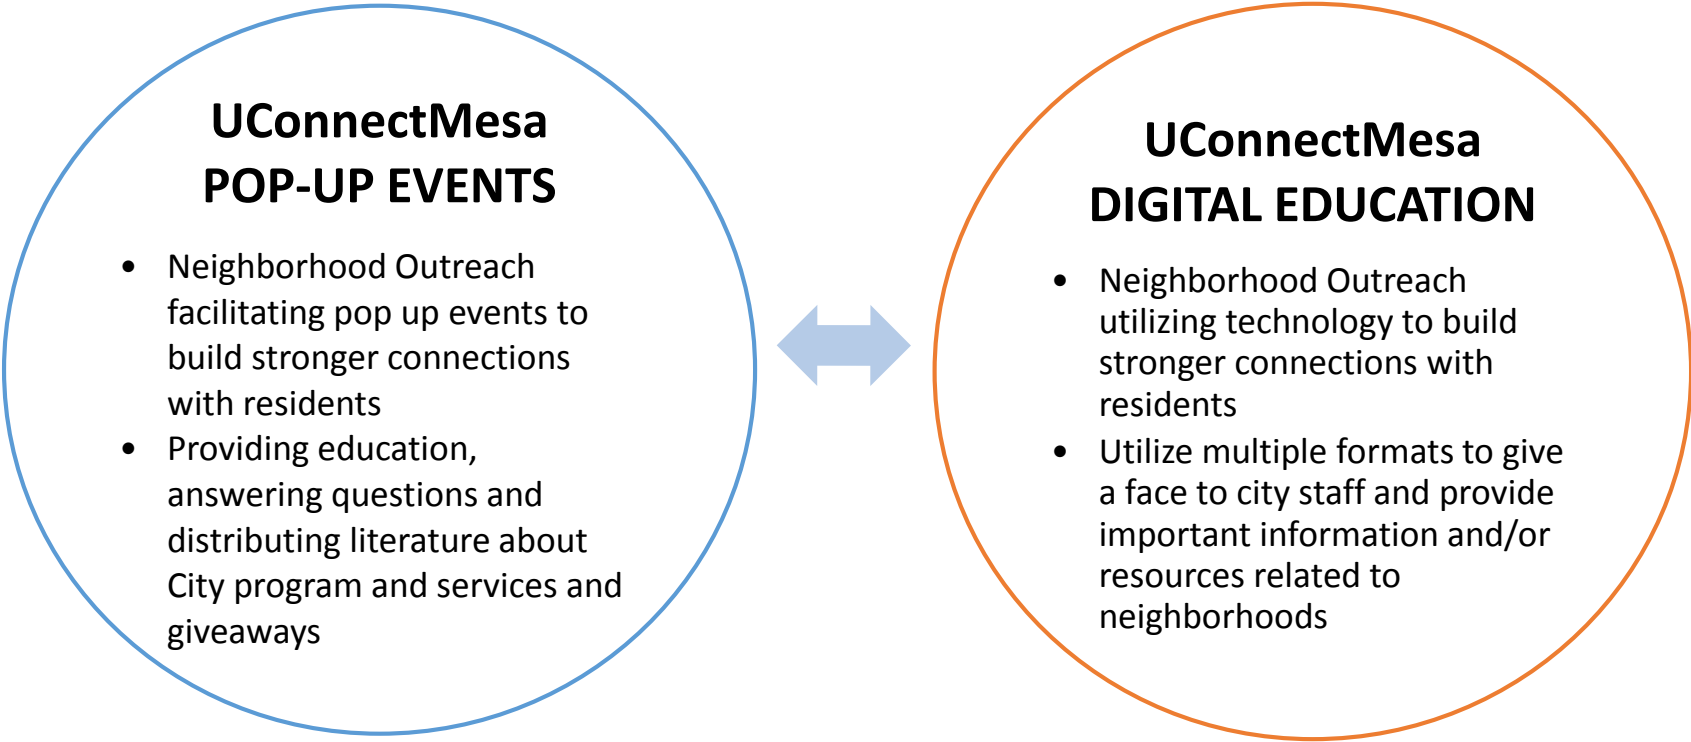 UConnectMesa
POP-UP EVENTS
• Neighborhood Outreach
facilitating pop up events to
build stronger connections
with residents
• Providing education,
answering questions and
distributing literature about
City program and services and
giveaways
UConnectMesa
DIGITAL EDUCATION
• Neighborhood Outreach
utilizing technology to build
stronger connections with
residents
• Utilize multiple formats to give
a face to city staff and provide
important information and/or
resources related to
neighborhoods